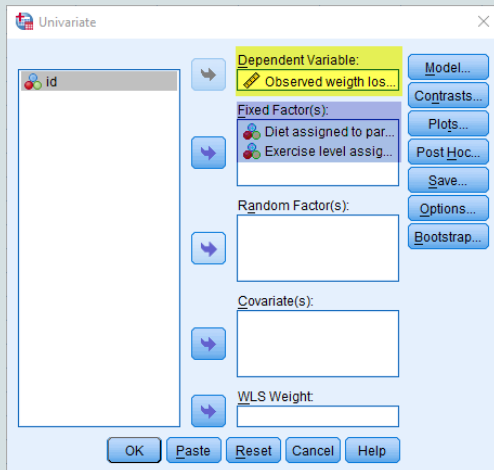 Univariate
id
Dependent Variable:
Observed weigth los...
Fixed Factor(s):
Diet assigned to par...
Exercise level assig...
Random Factor(s):
Covariate(s):
WLS Weight:
Model...
Contrasts...
Plots...
Post Hoc...
Save...
Options...
Bootstrap...
OK Paste Reset Cancel Help